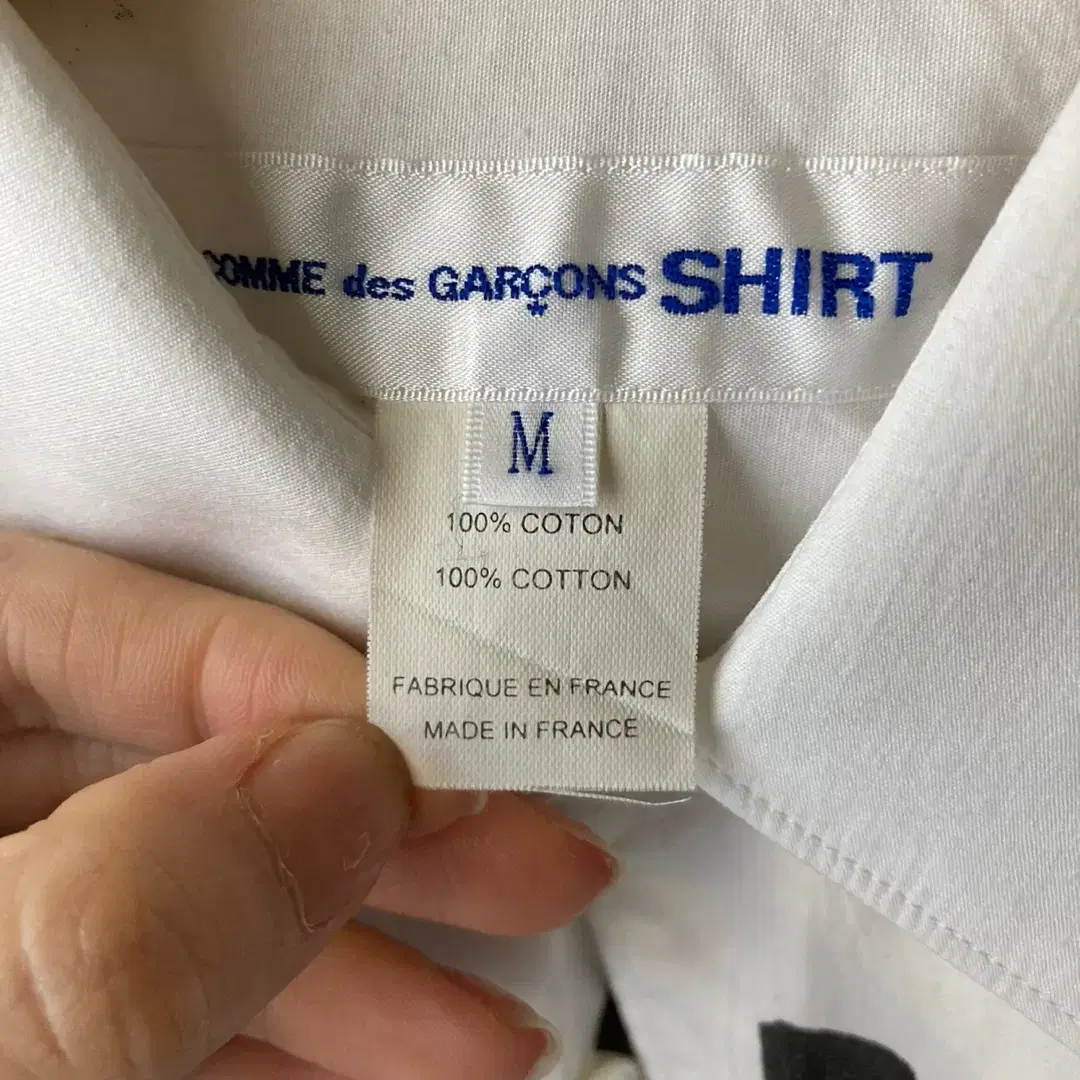 COMME des GARÇONS SHIRT
M
100% COTON
100% COTTON
FABRIQUE EN FRANCE
MADE IN FRANCE